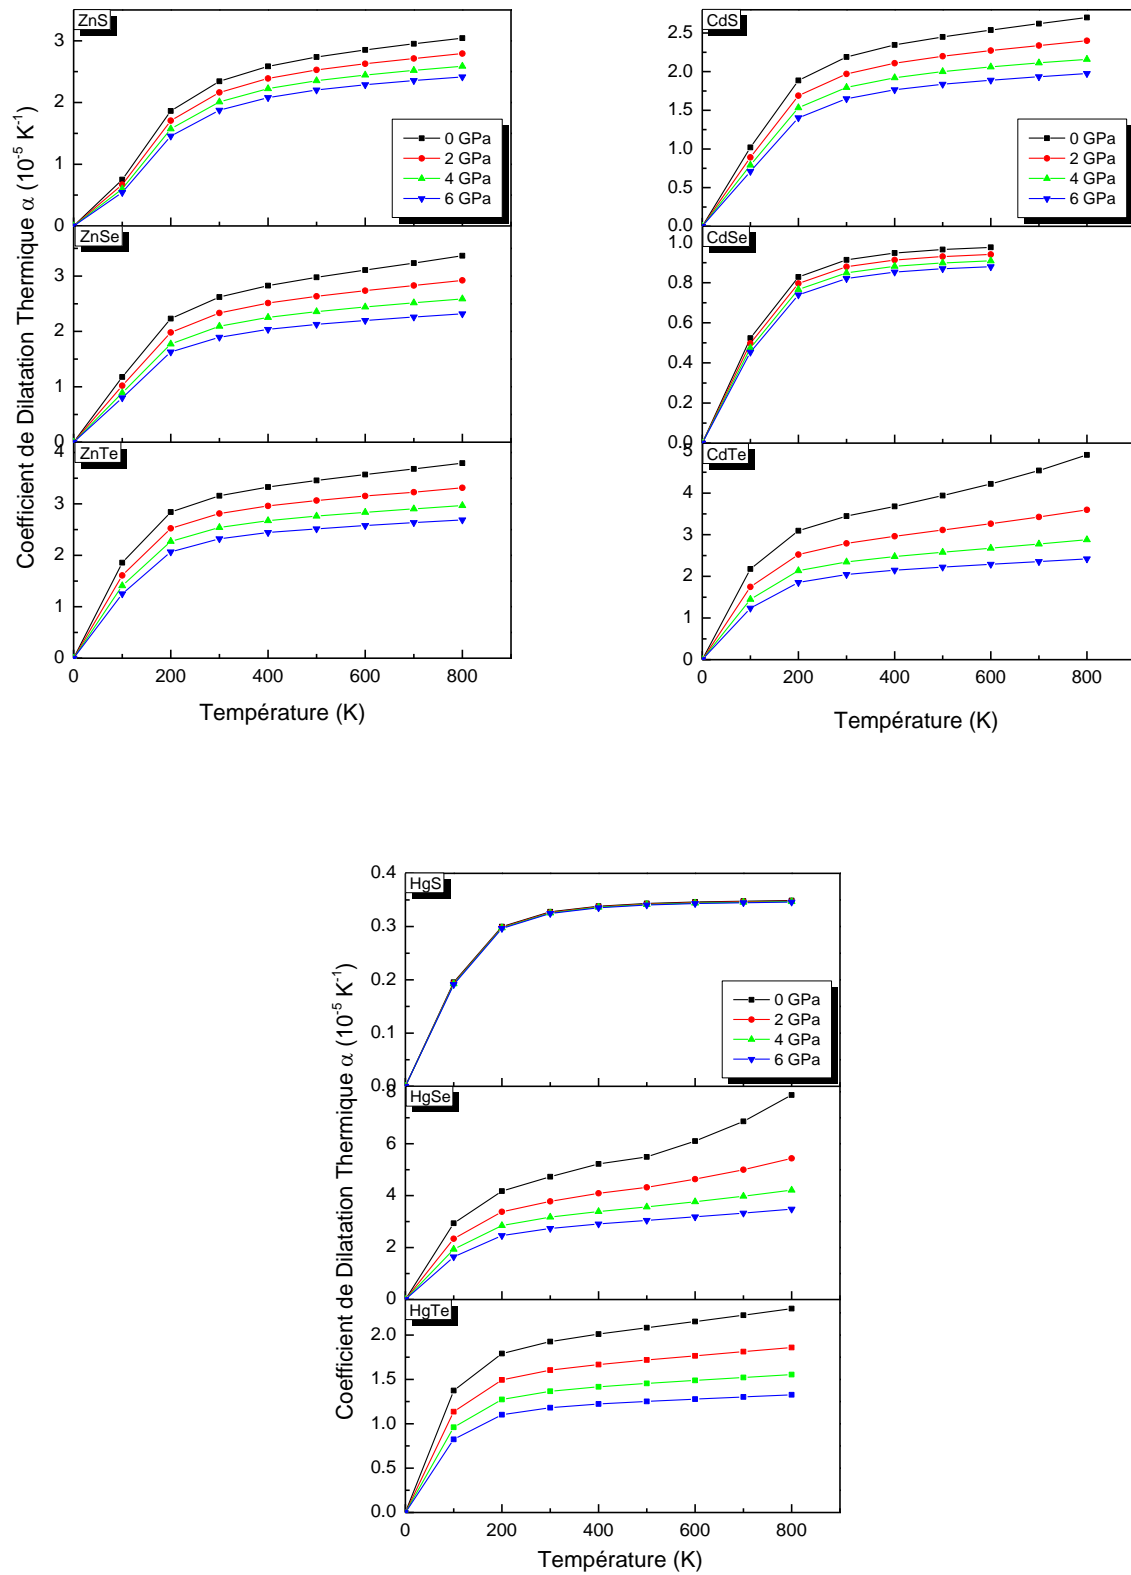 ZnS
3
2
1
0
0 GPa
2 GPa
4 GPa
6 GPa
ZnSe
3
2
1
0
ZnTe
4
3
2
1
0
0 200 400 600 800
Température (K)
Coefficient de Dilatation Thermique α (10⁻⁵ K⁻¹)
CdS
2.5
2.0
1.5
1.0
0.5
0.0
0 GPa
2 GPa
4 GPa
6 GPa
CdSe
1.0
0.8
0.6
0.4
0.2
0.0
CdTe
5
4
3
2
1
0
0 200 400 600 800
Température (K)
HgS
0.4
0.3
0.2
0.1
0.0
0 GPa
2 GPa
4 GPa
6 GPa
HgSe
8
6
4
2
0
HgTe
2.0
1.5
1.0
0.5
0.0
0 200 400 600 800
Température (K)
Coefficient de Dilatation Thermique α (10⁻⁵ K⁻¹)